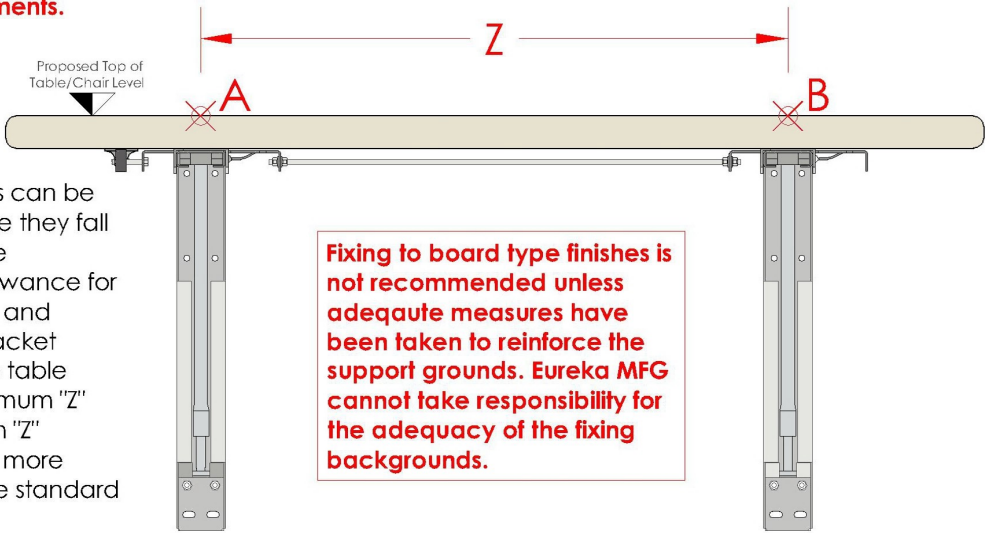 ments.
Z
Proposed Top of
Table/Chair Level
A
B
s can be
e they fall
e
wance for
and
acket
table
mum "Z"
n "Z"
more
e standard
Fixing to board type finishes is
not recommended unless
adeqaute measures have
been taken to reinforce the
support grounds. Eureka MFG
cannot take responsibility for
the adequacy of the fixing
backgrounds.